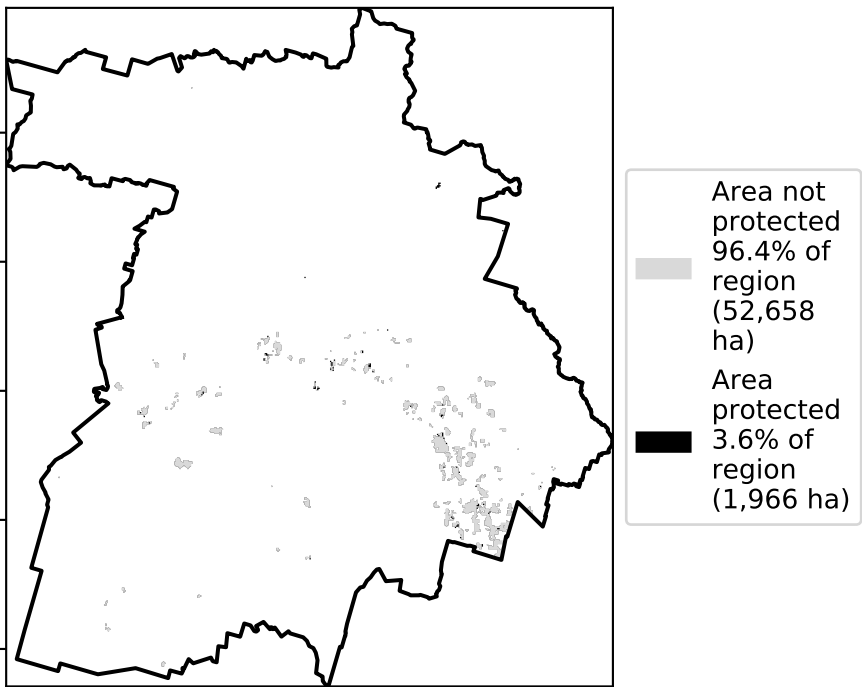 Area not
protected
96.4% of
region
(52,658
ha)
Area
protected
3.6% of
region
(1,966 ha)